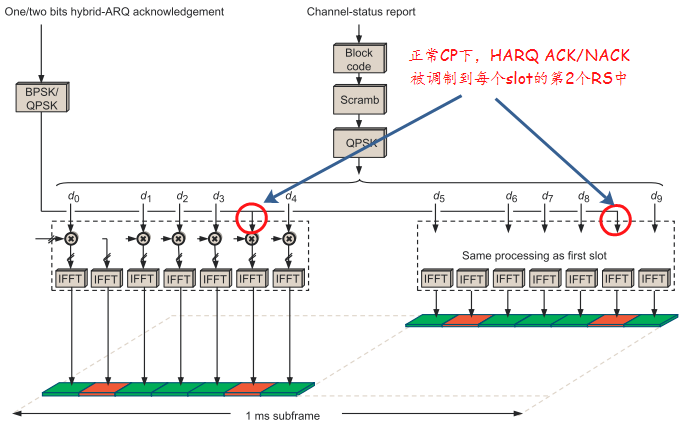 One/two bits hybrid-ARQ acknowledgement
Channel-status report
正常CP下，HARQ ACK/NACK
被调制到每个slot的第2个RS中
Block
code
BPSK/
QPSK
Scramb
QPSK
d0 d1 d2 d3 d4 d5 d6 d7 d8 d9
Same processing as first slot
IFFT IFFT IFFT IFFT IFFT IFFT IFFT IFFT IFFT IFFT IFFT IFFT IFFT IFFT
1 ms subframe